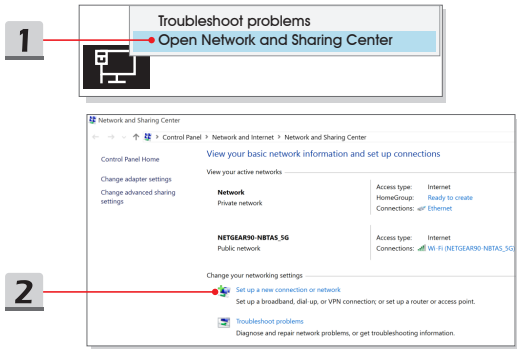 1
Troubleshoot problems
Open Network and Sharing Center
Network and Sharing Center
Control Panel > Network and Internet > Network and Sharing Center
Control Panel Home
Change adapter settings
Change advanced sharing
settings
View your basic network information and set up connections
View your active networks
Network
Private network
Access type: Internet
HomeGroup: Ready to create
Connections: Ethernet
NETGEAR90-NBTAS_5G
Public network
Access type: Internet
Connections: Wi-Fi (NETGEAR90-NBTAS_5G)
Change your networking settings
2
Set up a new connection or network
Set up a broadband, dial-up, or VPN connection; or set up a router or access point.
Troubleshoot problems
Diagnose and repair network problems, or get troubleshooting information.